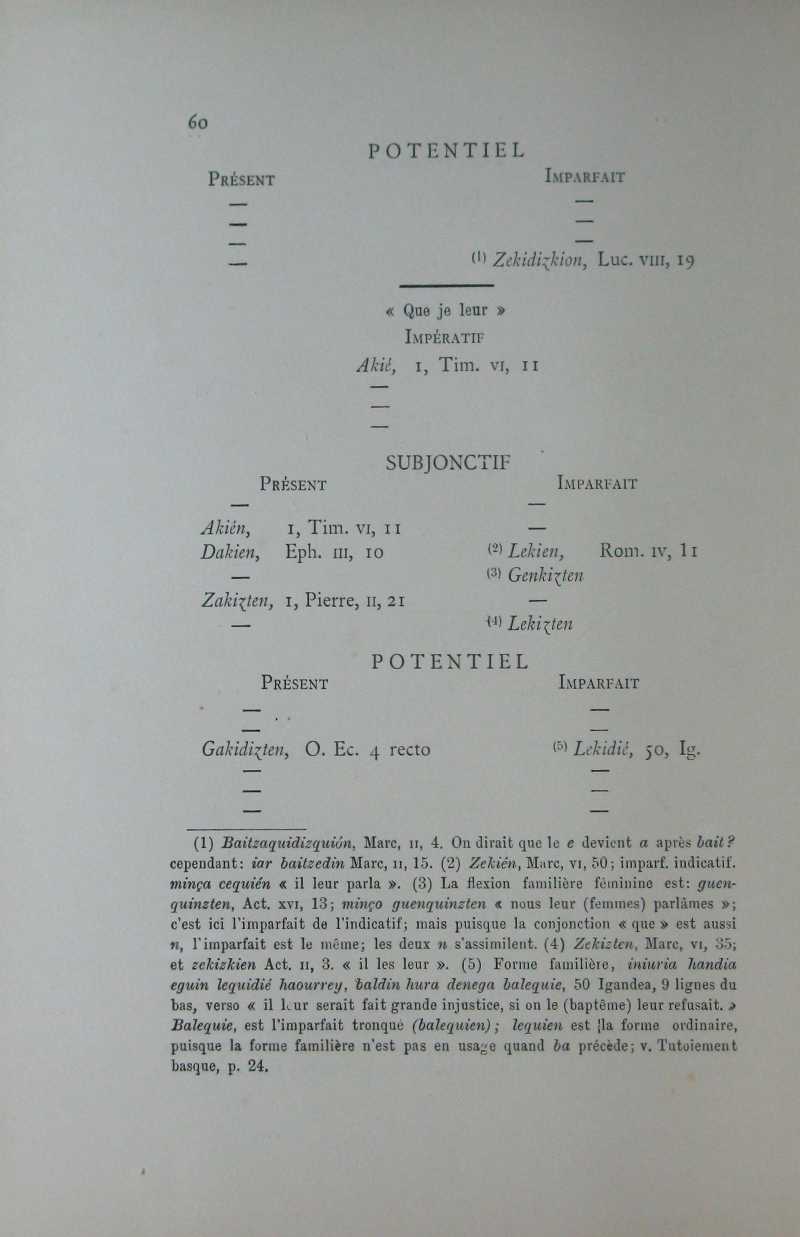 60
POTENTIEL
PRÉSENT IMPARFAIT
— —
— —
— —
— (1) Zekidizkion, Luc. VIII, 19
« Que je leur »
IMPÉRATIF
Akié, I, Tim. VI, 11
—
—
—
SUBJONCTIF
PRÉSENT IMPARFAIT
— —
Akién, I, Tim. VI, 11 —
Dakien, Eph. III, 10 (2) Lekien, Rom. IV, 11
— (3) Genkizten
Zakizten, I, Pierre, II, 21 —
— (4) Lekizten
POTENTIEL
PRÉSENT IMPARFAIT
— —
— —
Gakidizten, O. Ec. 4 recto (5) Lekidié, 50, Ig.
— —
— —
— —
(1) Baitzaquidizquión, Marc, II, 4. On dirait que le e devient a après bait?
cependant: iar baitzedin Marc, II, 15. (2) Zekién, Marc, VI, 50; imparf. indicatif.
minça cequién « il leur parla ». (3) La flexion familière féminine est: guen-
quinzten, Act. XVI, 13; minço guenquinzten « nous leur (femmes) parlâmes »;
c'est ici l'imparfait de l'indicatif; mais puisque la conjonction « que » est aussi
n, l'imparfait est le même; les deux n s'assimilent. (4) Zekizten, Marc, VI, 35;
et zekizkien Act. II, 3. « il les leur ». (5) Forme familière, iniuria handia
eguin lequidié haourrey, baldin hura denega balequie, 50 Igandea, 9 lignes du
bas, verso « il leur serait fait grande injustice, si on le (baptême) leur refusait. »
Balequie, est l'imparfait tronqué (balequien); lequien est [la forme ordinaire,
puisque la forme familière n'est pas en usage quand ba précède; v. Tutoiement
basque, p. 24.